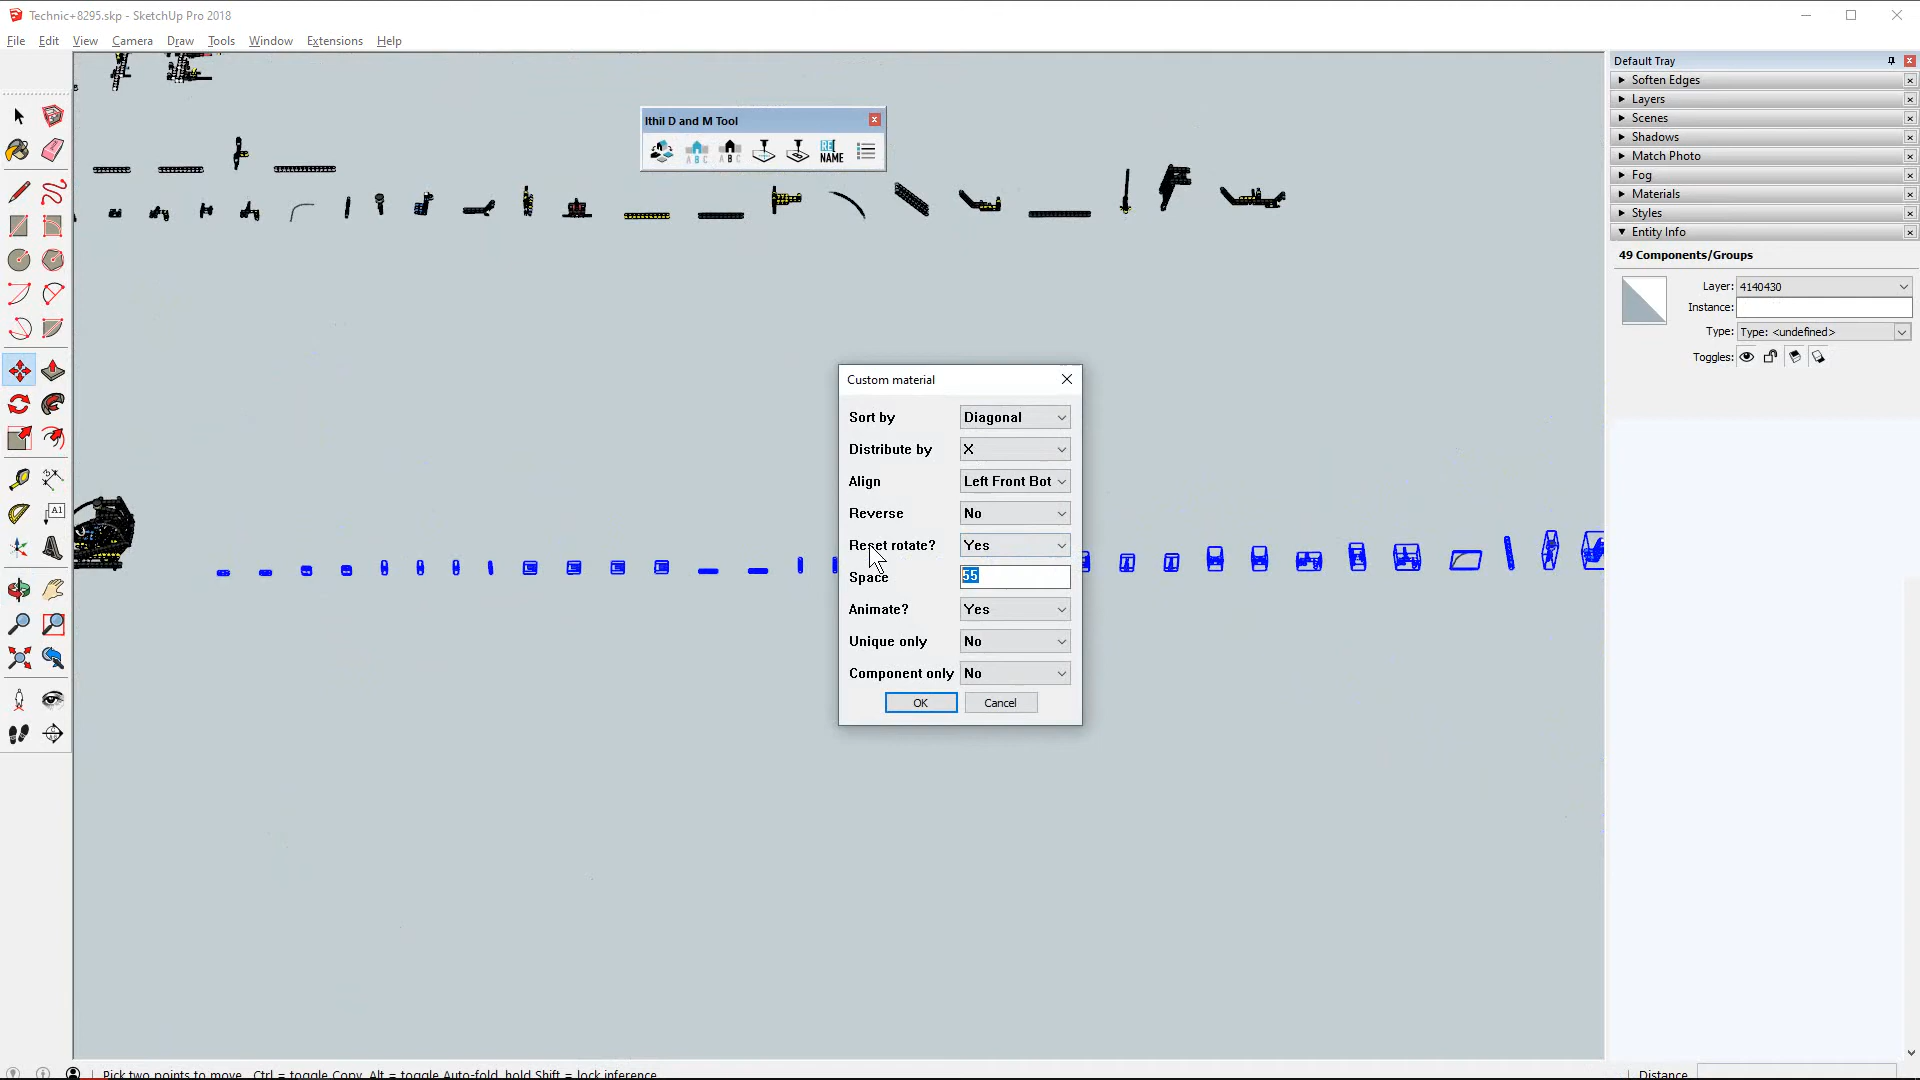 Technic+8295.skp - SketchUp Pro 2018
File Edit View Camera Draw Tools Window Extensions Help
Ithil D and M Tool
ABC ABC RE NAME
A1
Custom material
Sort by Diagonal
Distribute by X
Align Left Front Bot
Reverse No
Reset rotate? Yes
Space 55
Animate? Yes
Unique only No
Component only No
OK Cancel
Default Tray
Soften Edges
Layers
Scenes
Shadows
Match Photo
Fog
Materials
Styles
Entity Info
49 Components/Groups
Layer: 4140430
Instance:
Type: Type: <undefined>
Toggles:
Pick two points to move. Ctrl = toggle Copy, Alt = toggle Auto-fold, hold Shift = lock inference.
Distance